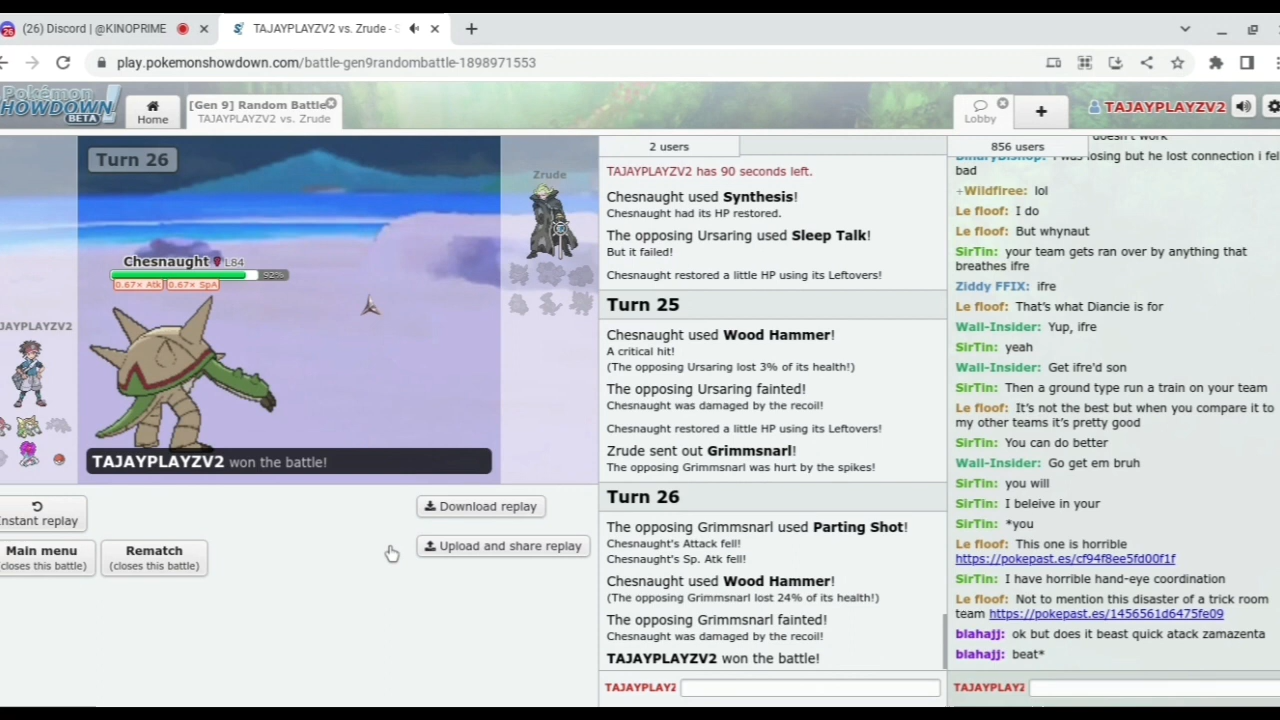 (26) Discord | @KINOPRIME
TAJAYPLAYZV2 vs. Zrude - S
play.pokemonshowdown.com/battle-gen9randombattle-1898971553
Pokémon
HOWDOWN!
BETA
Home
[Gen 9] Random Battle
TAJAYPLAYZV2 vs. Zrude
Lobby
TAJAYPLAYZV2
Turn 26
Chesnaught L84
92%
0.67× Atk 0.67× SpA
JAYPLAYZV2
Zrude
TAJAYPLAYZV2 won the battle!
Instant replay
Download replay
Upload and share replay
Main menu
(closes this battle)
Rematch
(closes this battle)
2 users
TAJAYPLAYZV2 has 90 seconds left.
Chesnaught used Synthesis!
Chesnaught had its HP restored.
The opposing Ursaring used Sleep Talk!
But it failed!
Chesnaught restored a little HP using its Leftovers!
Turn 25
Chesnaught used Wood Hammer!
A critical hit!
(The opposing Ursaring lost 3% of its health!)
The opposing Ursaring fainted!
Chesnaught was damaged by the recoil!
Chesnaught restored a little HP using its Leftovers!
Zrude sent out Grimmsnarl!
The opposing Grimmsnarl was hurt by the spikes!
Turn 26
The opposing Grimmsnarl used Parting Shot!
Chesnaught's Attack fell!
Chesnaught's Sp. Atk fell!
Chesnaught used Wood Hammer!
(The opposing Grimmsnarl lost 24% of its health!)
The opposing Grimmsnarl fainted!
Chesnaught was damaged by the recoil!
TAJAYPLAYZV2 won the battle!
TAJAYPLAYZ
856 users
doesn't work
BinaryBishop: I was losing but he lost connection i fel
bad
+Wildfiree: lol
Le floof: I do
Le floof: But whynaut
SirTin: your team gets ran over by anything that
breathes ifre
Ziddy FFIX: ifre
Le floof: That's what Diancie is for
Wall-Insider: Yup, ifre
SirTin: yeah
Wall-Insider: Get ifre'd son
SirTin: Then a ground type run a train on your team
Le floof: It's not the best but when you compare it to
my other teams it's pretty good
SirTin: You can do better
Wall-Insider: Go get em bruh
SirTin: you will
SirTin: I beleive in your
SirTin: *you
Le floof: This one is horrible
https://pokepast.es/cf94f8ee5fd00f1f
SirTin: I have horrible hand-eye coordination
Le floof: Not to mention this disaster of a trick room
team https://pokepast.es/1456561d6475fe09
blahajj: ok but does it beast quick atack zamazenta
blahajj: beat*
TAJAYPLAYZ